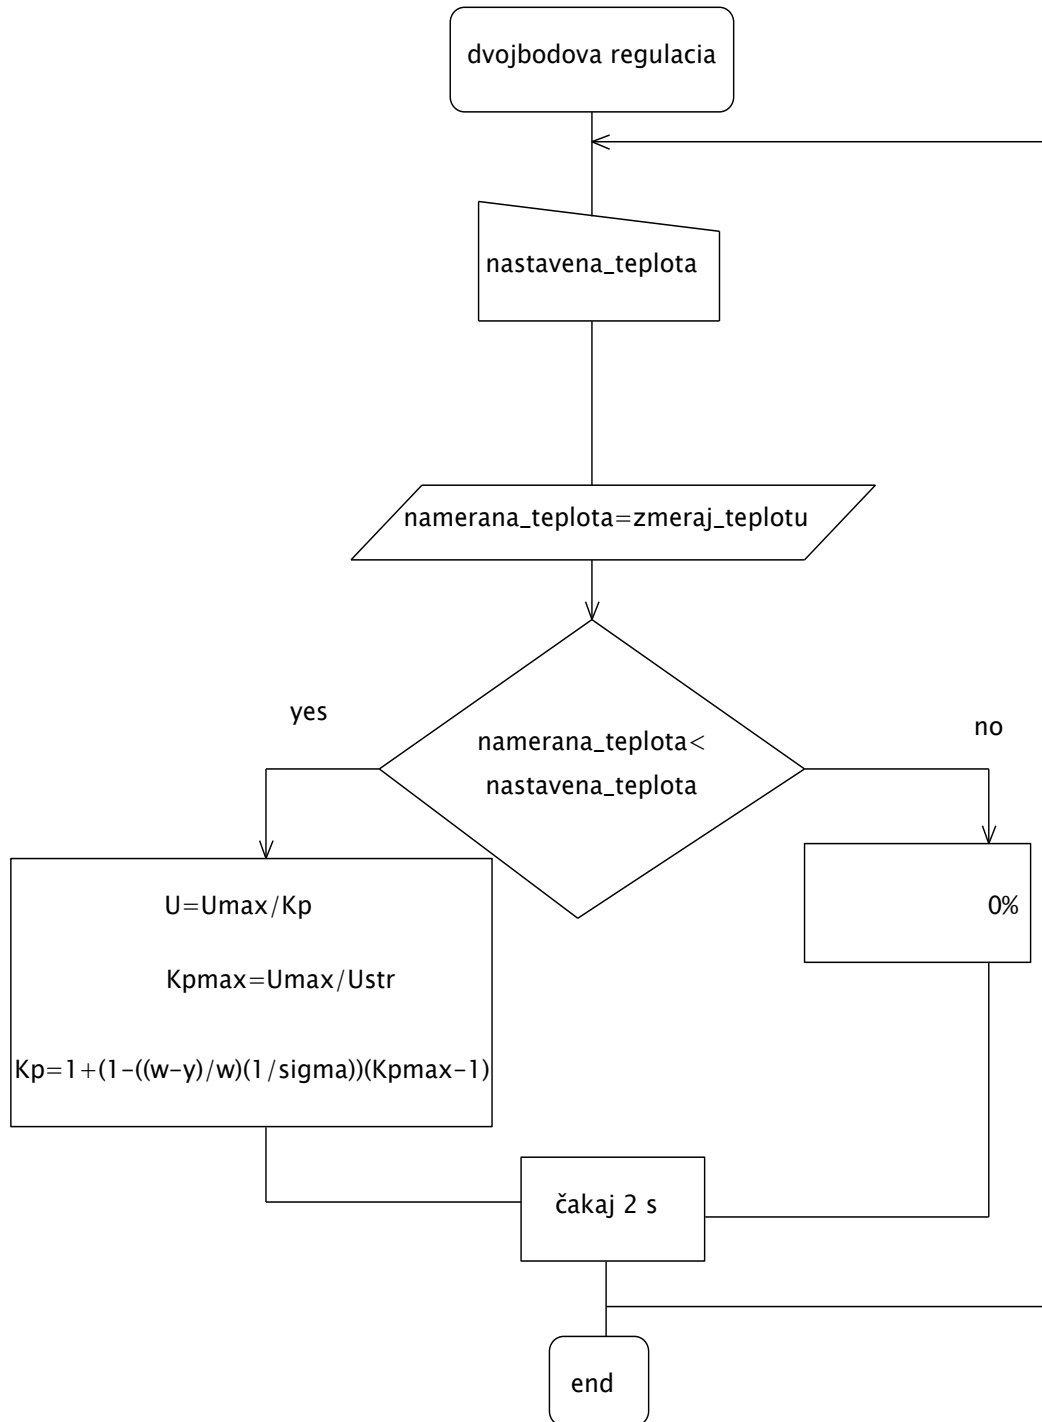 dvojbodova regulacia
nastavena_teplota
namerana_teplota=zmeraj_teplotu
yes
namerana_teplota<
nastavena_teplota
no
U=Umax/Kp
Kpmax=Umax/Ustr
Kp=1+(1-((w-y)/w)(1/sigma))(Kpmax-1)
0%
čakaj 2 s
end